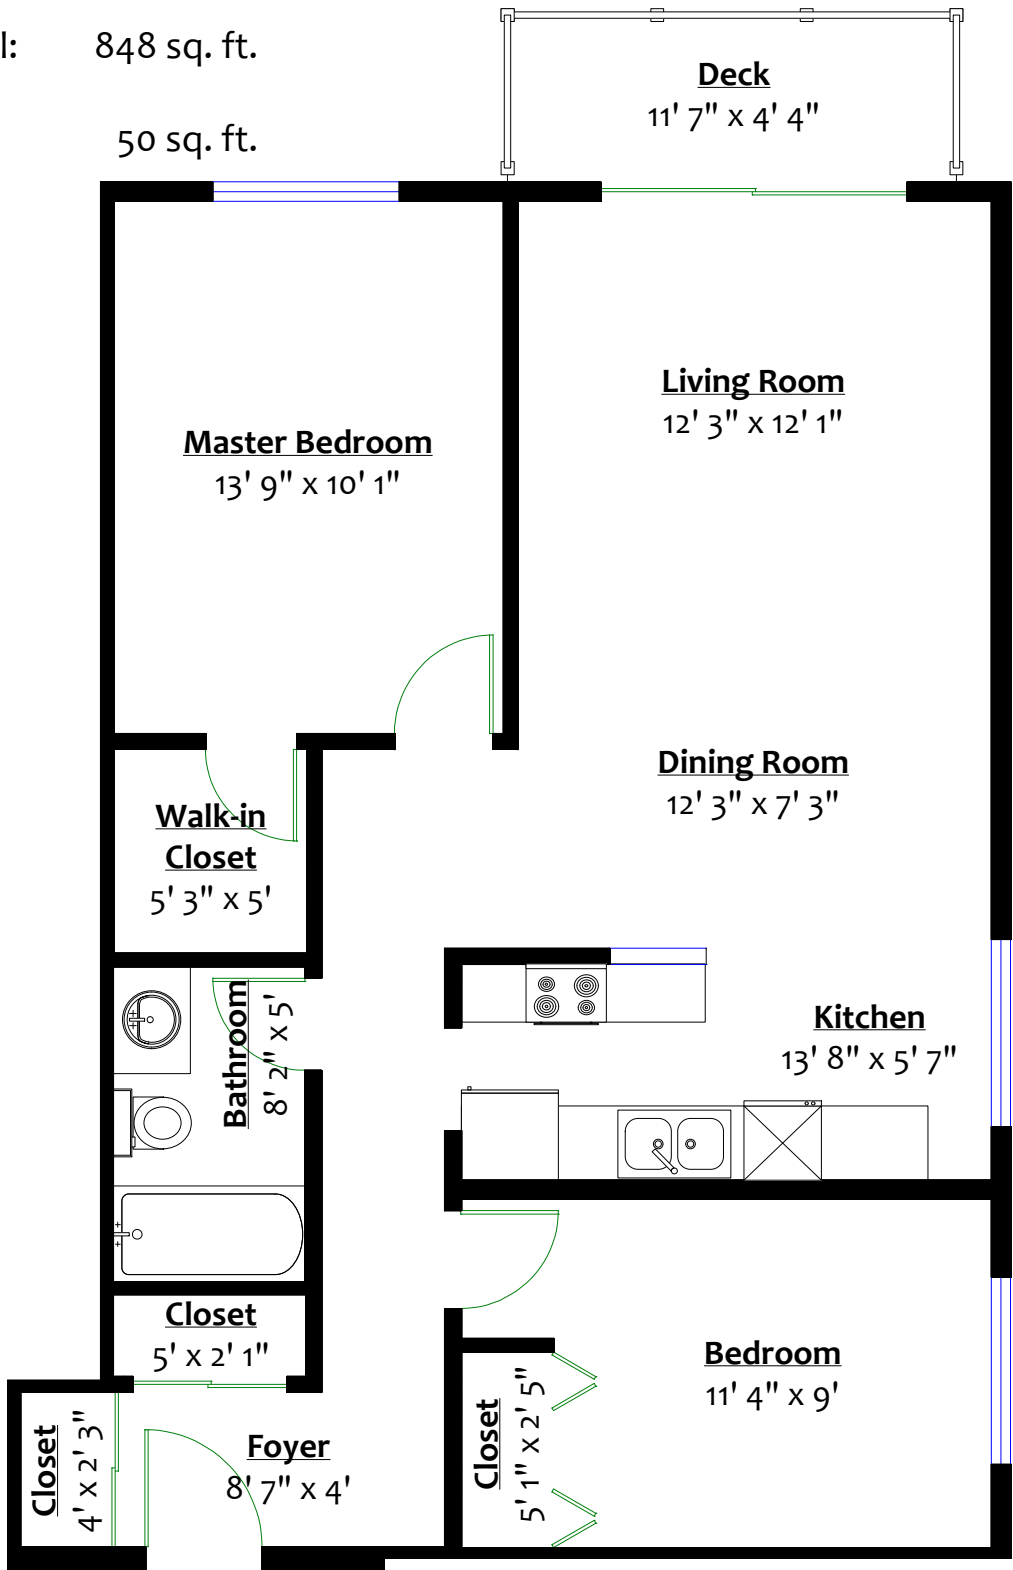 l: 848 sq. ft.
50 sq. ft.
Deck
11' 7" x 4' 4"
Living Room
12' 3" x 12' 1"
Master Bedroom
13' 9" x 10' 1"
Dining Room
12' 3" x 7' 3"
Walk-in
Closet
5' 3" x 5'
Bathroom
8' 2" x 5'
Kitchen
13' 8" x 5' 7"
Closet
5' x 2' 1"
Bedroom
11' 4" x 9'
Closet
5' 1" x 2' 5"
Foyer
8' 7" x 4'
Closet
4' x 2' 3"